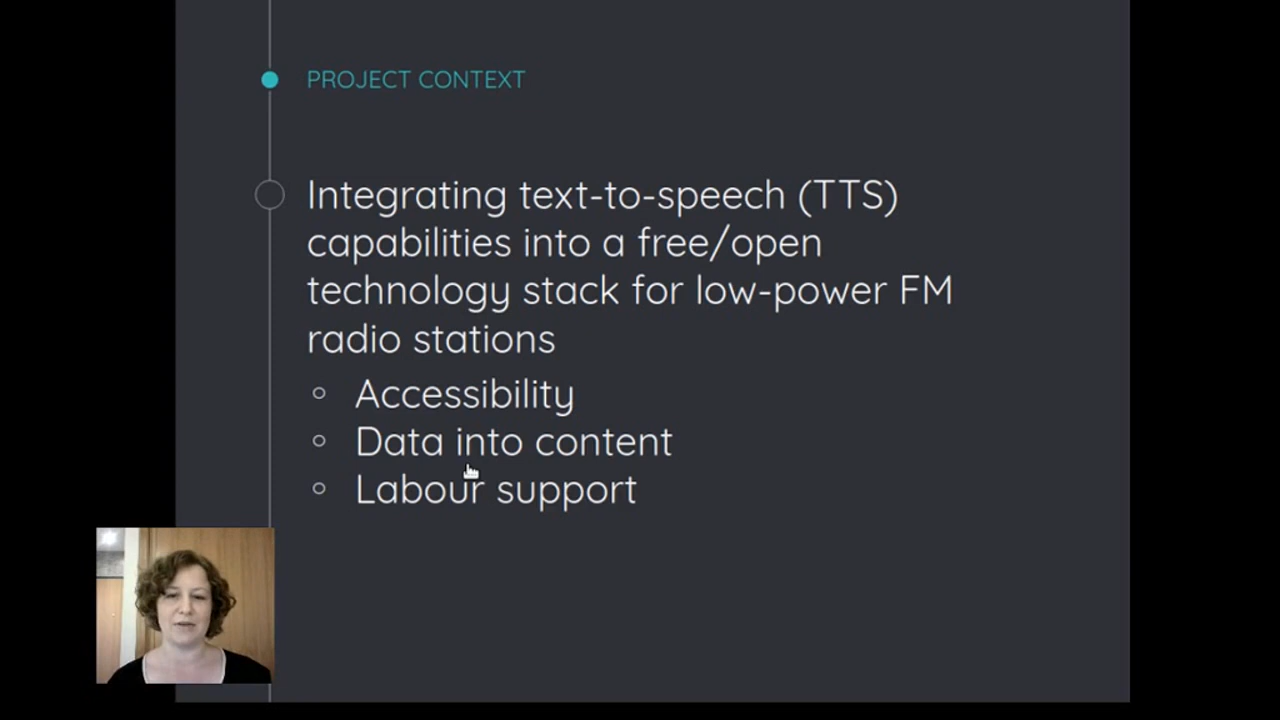 PROJECT CONTEXT
Integrating text-to-speech (TTS)
capabilities into a free/open
technology stack for low-power FM
radio stations
Accessibility
Data into content
Labour support